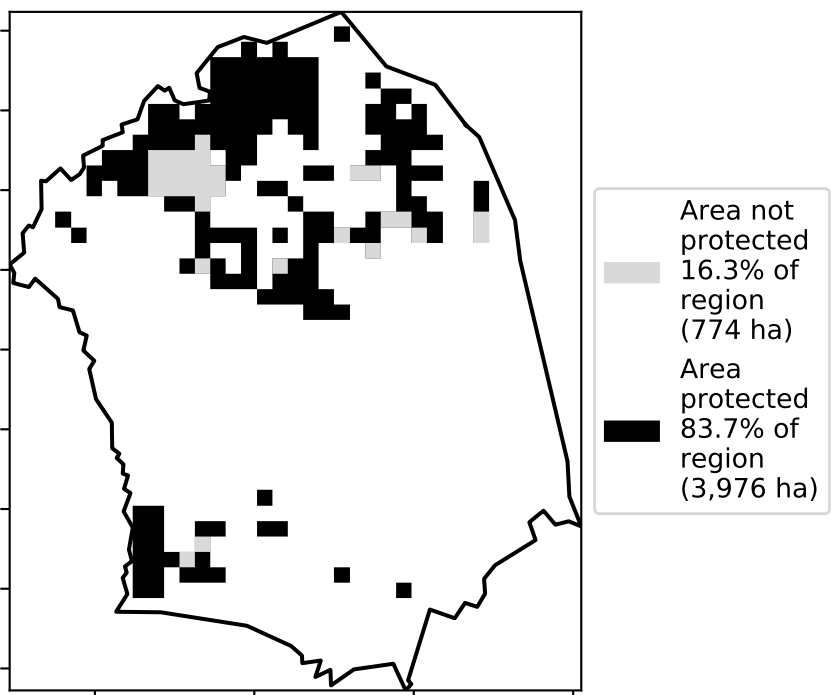 Area not
protected
16.3% of
region
(774 ha)
Area
protected
83.7% of
region
(3,976 ha)